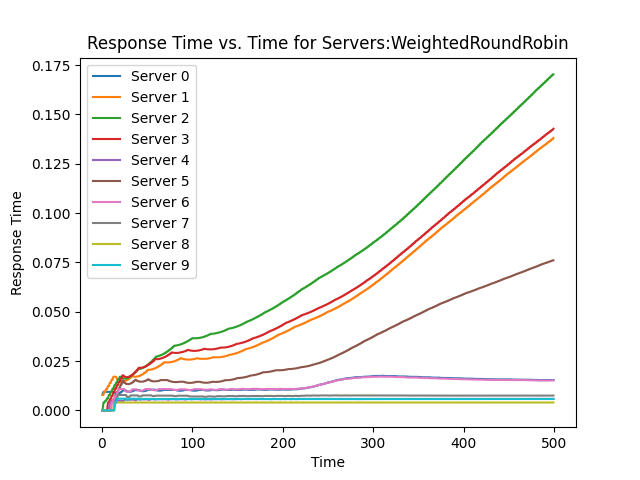 Response Time vs. Time for Servers:WeightedRoundRobin
Response Time
0.175
0.150
0.125
0.100
0.075
0.050
0.025
0.000
Server 0
Server 1
Server 2
Server 3
Server 4
Server 5
Server 6
Server 7
Server 8
Server 9
0
100
200
300
400
500
Time